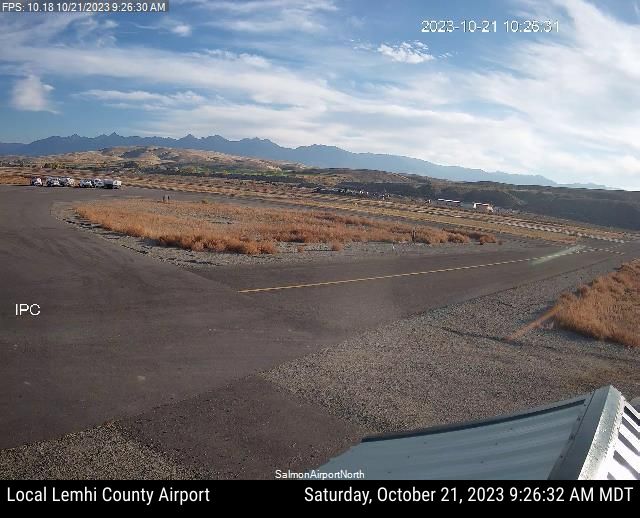 FPS: 10.18 10/21/2023 9:26:30 AM
2023-10-21 10:25:31
IPC
SalmonAirportNorth
Local Lemhi County Airport Saturday, October 21, 2023 9:26:32 AM MDT